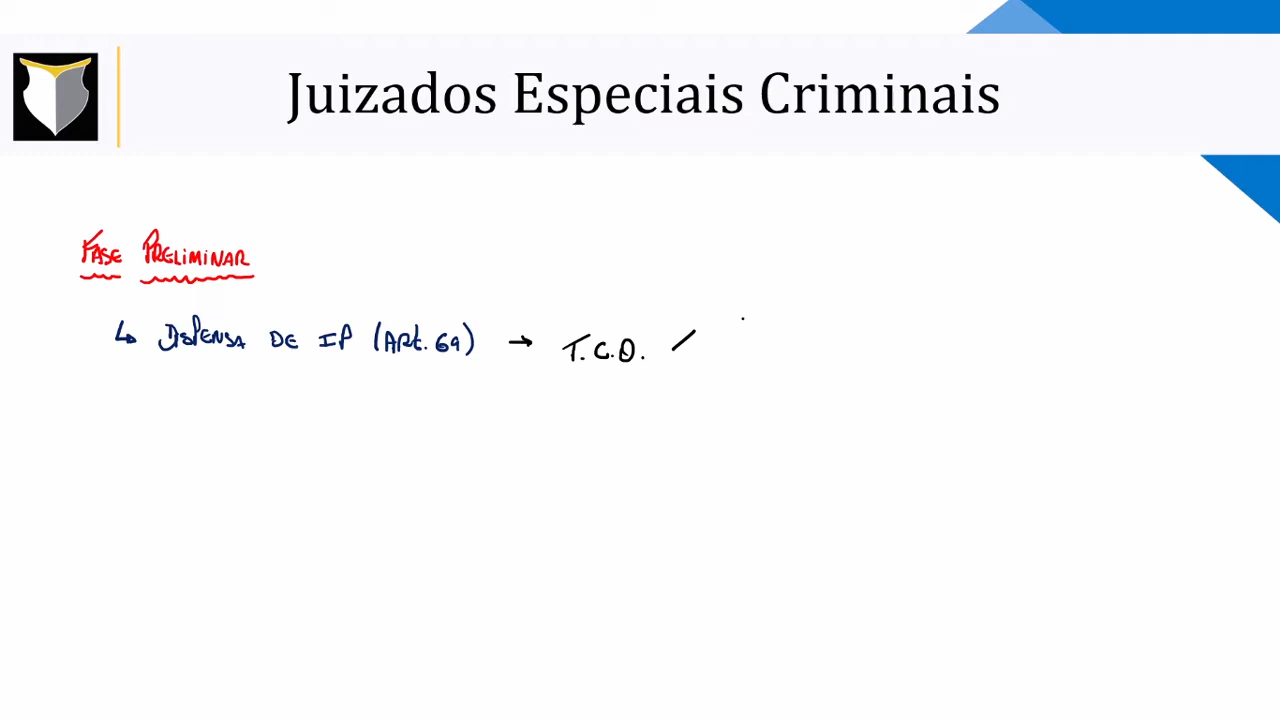 Juizados Especiais Criminais
FASE PRELIMINAR
↳ DISPENSA DE IP (ART. 69) → T.C.O. /